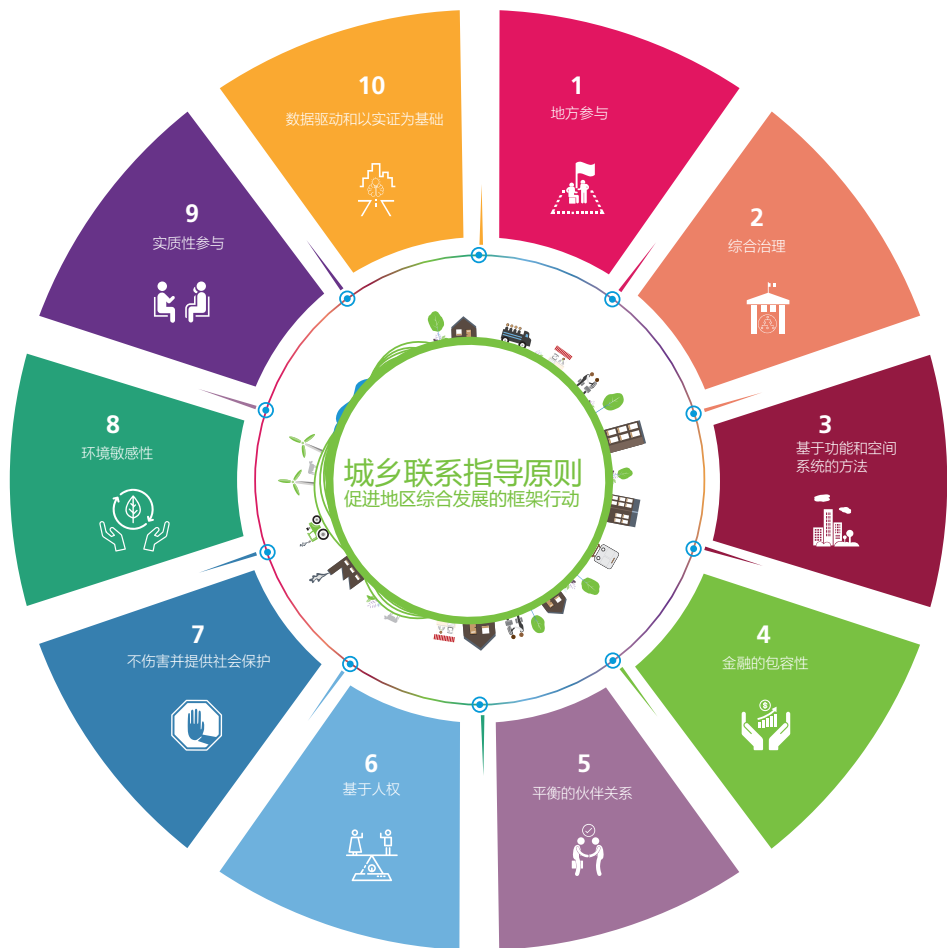 城乡联系指导原则
促进地区综合发展的框架行动
1
地方参与
2
综合治理
3
基于功能和空间
系统的方法
4
金融的包容性
5
平衡的伙伴关系
6
基于人权
7
不伤害并提供社会保护
8
环境敏感性
9
实质性参与
10
数据驱动和以实证为基础